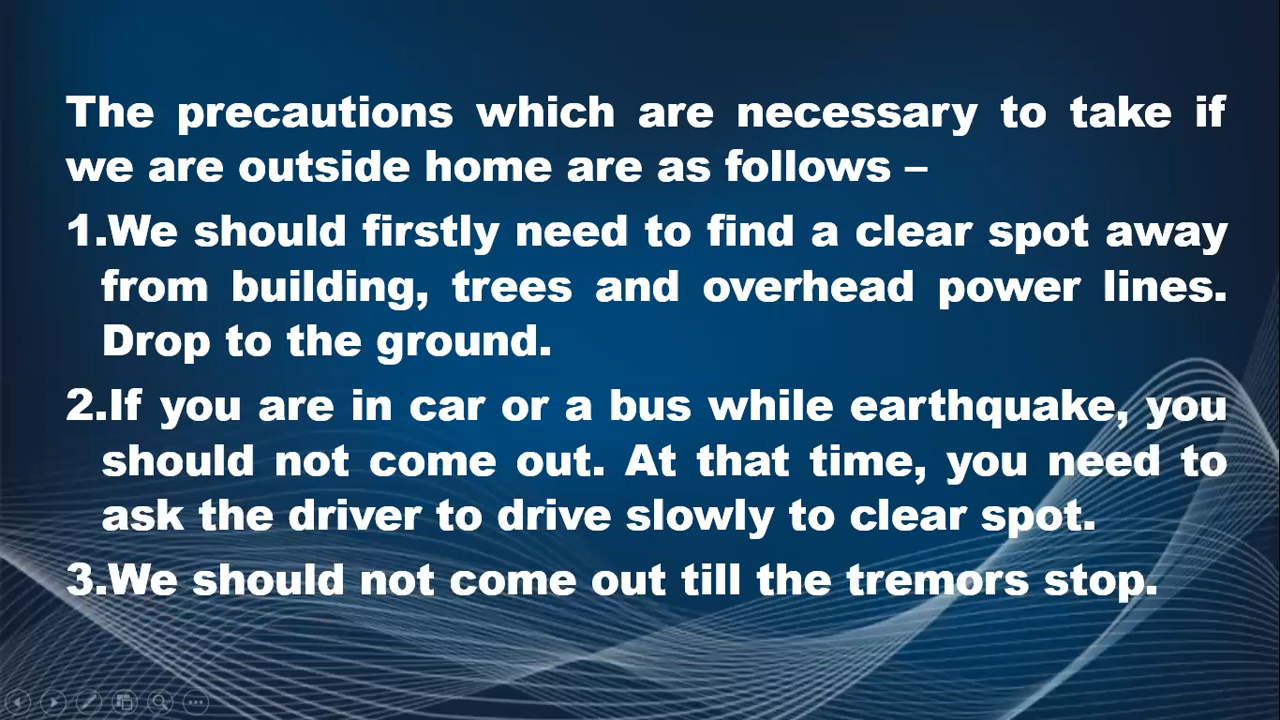 The precautions which are necessary to take if
we are outside home are as follows –
1.We should firstly need to find a clear spot away
from building, trees and overhead power lines.
Drop to the ground.
2.If you are in car or a bus while earthquake, you
should not come out. At that time, you need to
ask the driver to drive slowly to clear spot.
3.We should not come out till the tremors stop.